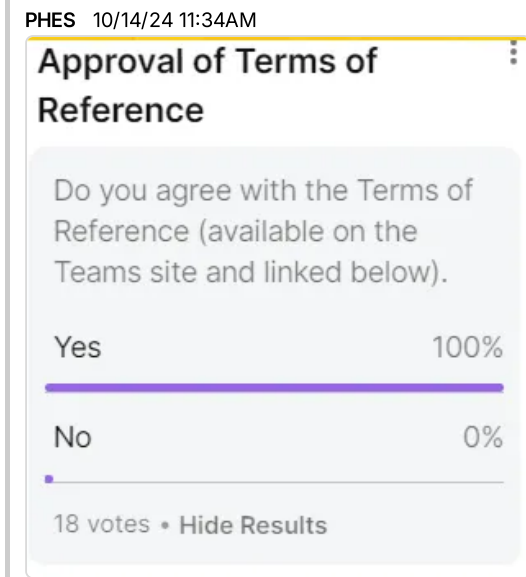 PHES 10/14/24 11:34AM
Approval of Terms of
Reference
Do you agree with the Terms of
Reference (available on the
Teams site and linked below).
Yes 100%
No 0%
18 votes • Hide Results